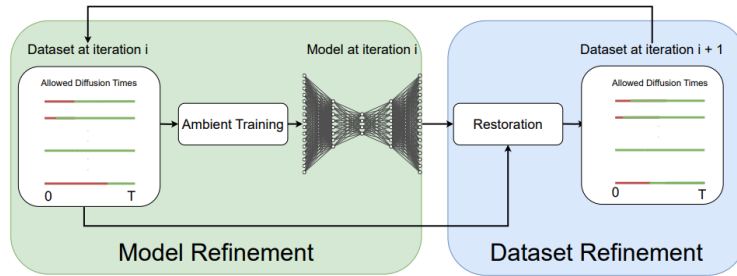 Dataset at iteration i
Allowed Diffusion Times
0
T
Ambient Training
Model at iteration i
Model Refinement
Restoration
Dataset at iteration i + 1
Allowed Diffusion Times
0
T
Dataset Refinement